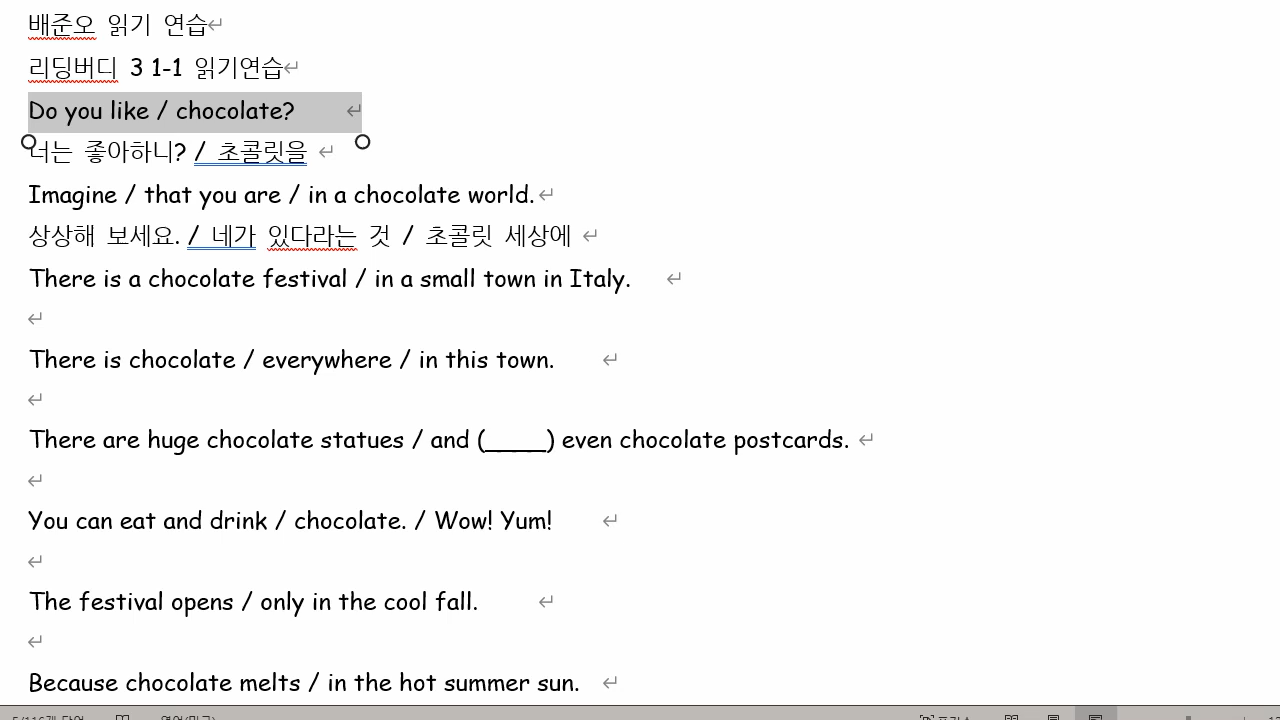 배준오 읽기 연습
리딩버디 3 1-1 읽기연습
Do you like / chocolate?
너는 좋아하니? / 초콜릿을
Imagine / that you are / in a chocolate world.
상상해 보세요. / 네가 있다라는 것 / 초콜릿 세상에
There is a chocolate festival / in a small town in Italy.
There is chocolate / everywhere / in this town.
There are huge chocolate statues / and (____) even chocolate postcards.
You can eat and drink / chocolate. / Wow! Yum!
The festival opens / only in the cool fall.
Because chocolate melts / in the hot summer sun.